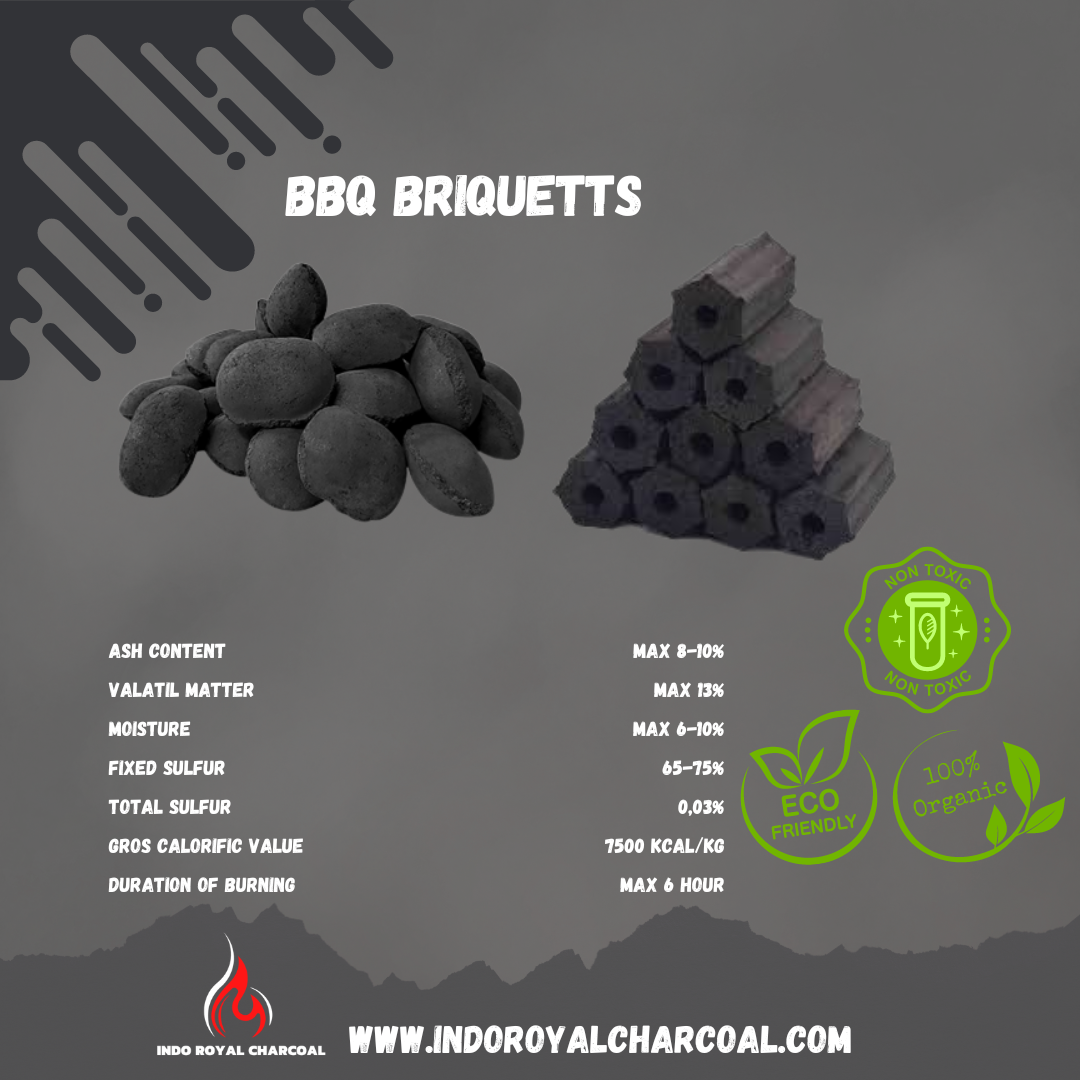 BBQ BRIQUETTS
NON TOXIC
NON TOXIC
ASH CONTENT MAX 8-10%
VALATIL MATTER MAX 13%
MOISTURE MAX 6-10%
FIXED SULFUR 65-75%
TOTAL SULFUR 0,03%
GROS CALORIFIC VALUE 7500 KCAL/KG
DURATION OF BURNING MAX 6 HOUR
ECO
FRIENDLY
100%
Organic
INDO ROYAL CHARCOAL
WWW.INDOROYALCHARCOAL.COM